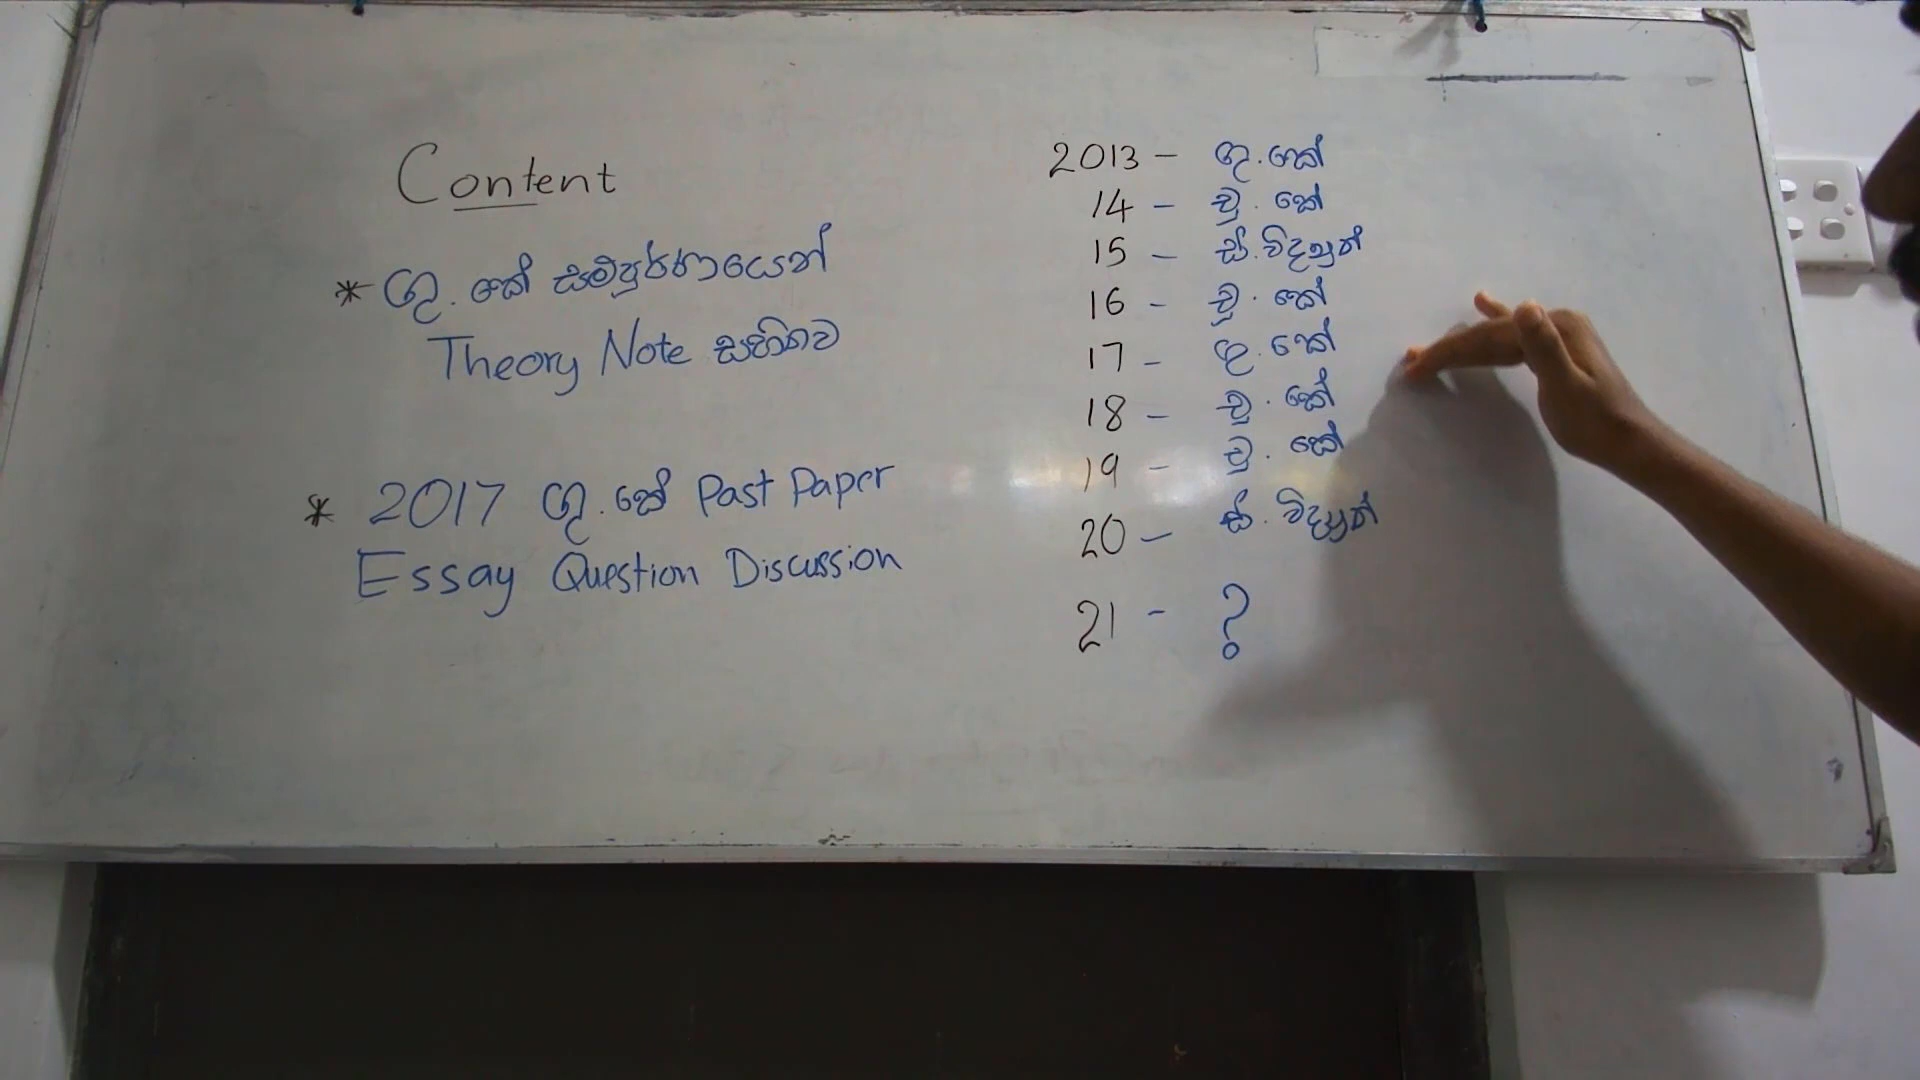 Content
* ගු. කේ සම්පූර්ණයෙන්
Theory Note සහිතව
* 2017 ගු. කේ Past Paper
Essay Question Discussion
2013 - ගු. කේ
14 - චු. කේ
15 - ස්. විද්‍යුත්
16 - චු. කේ
17 - ගු. කේ
18 - චු. කේ
19 - චු. කේ
20 - ස්. විද්‍යුත්
21 - ?